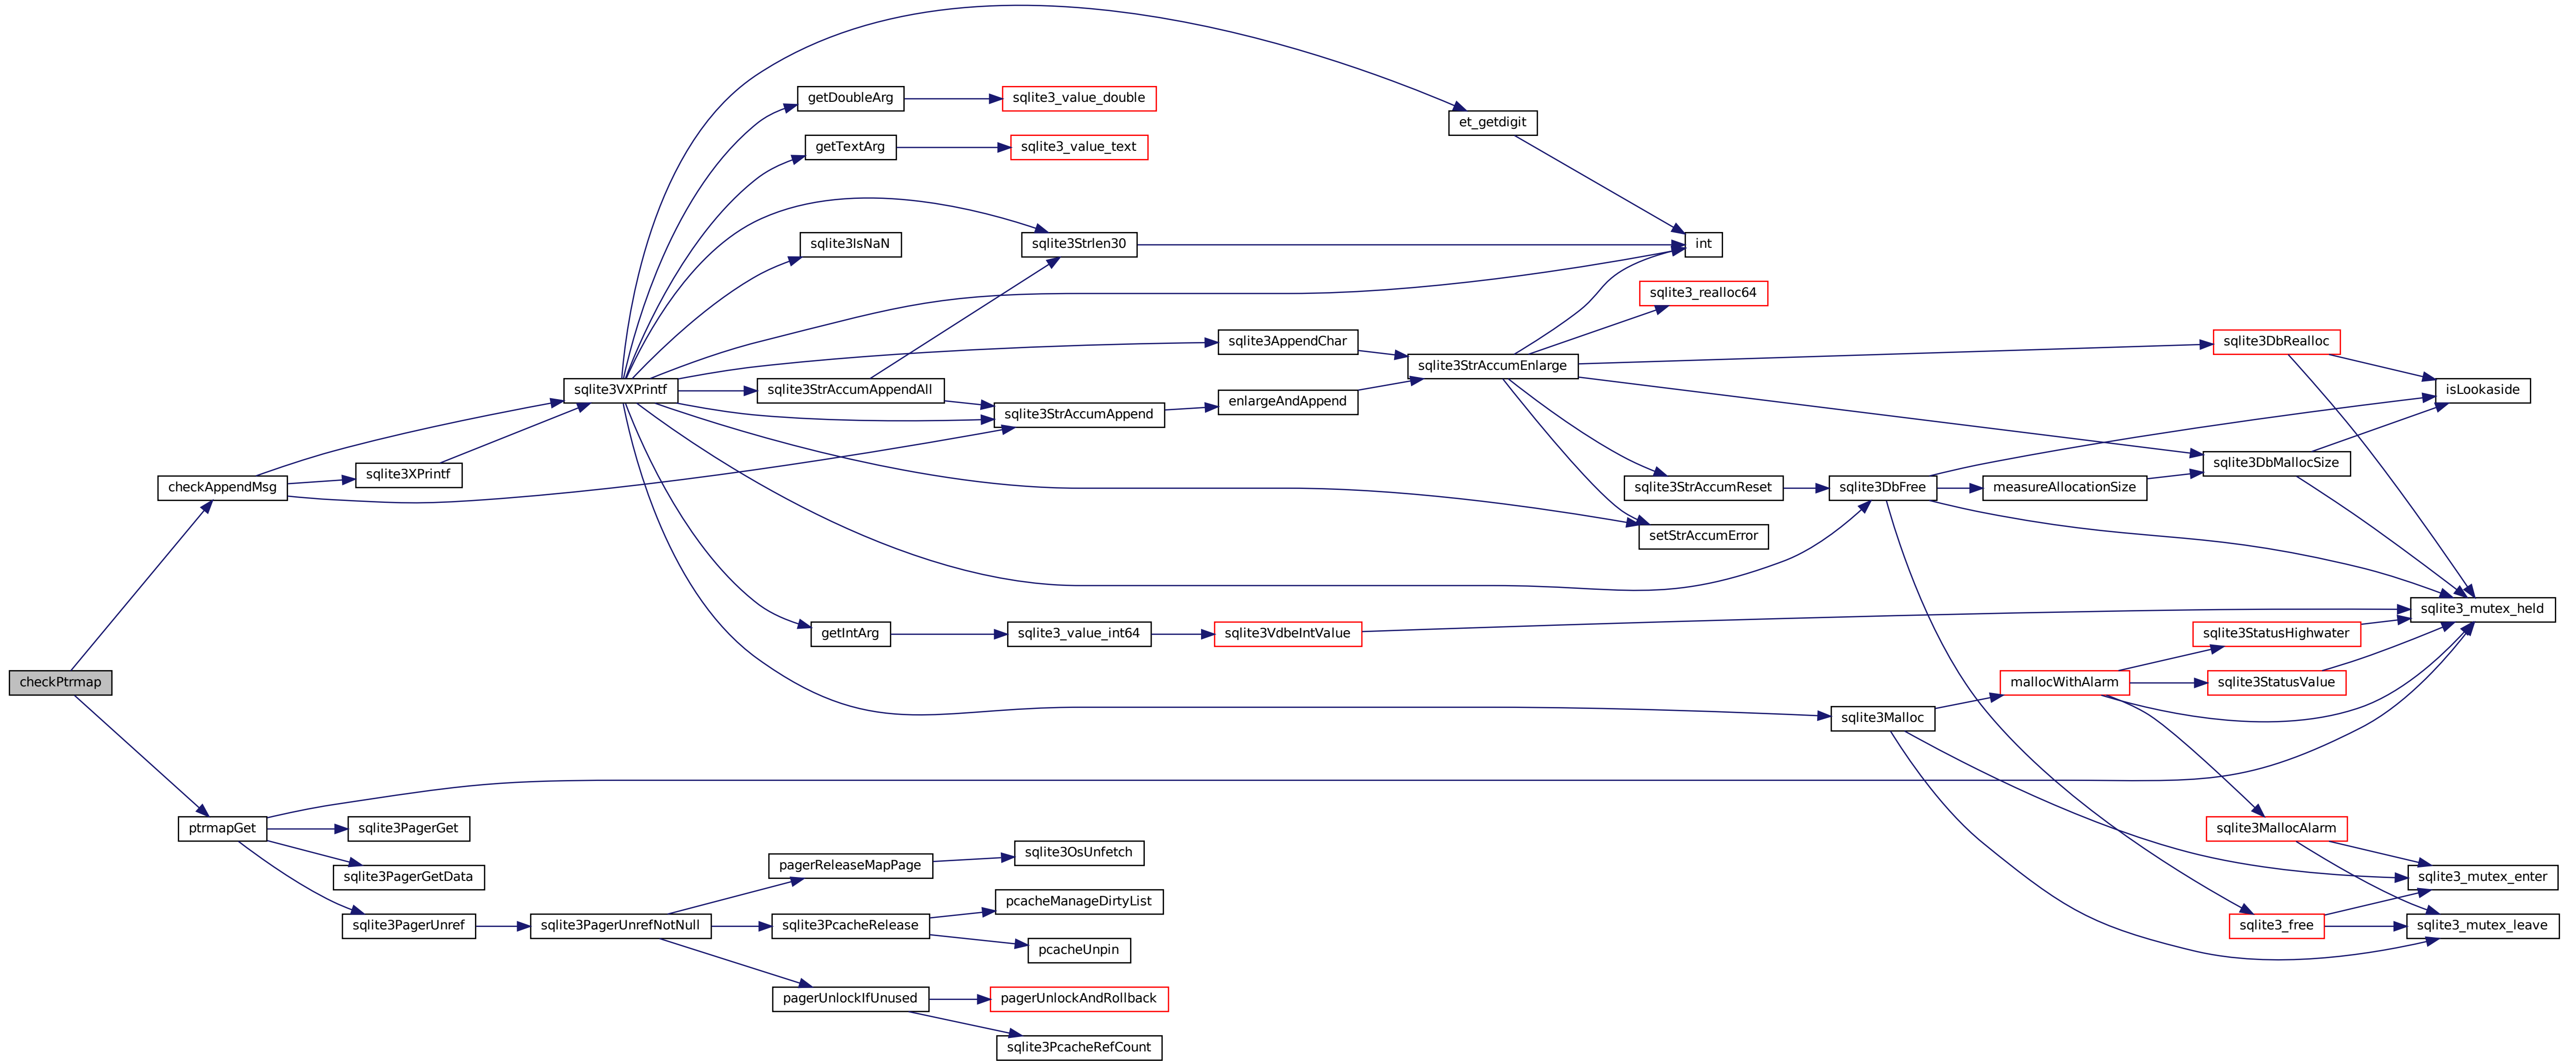 checkPtrmap
checkAppendMsg
ptrmapGet
sqlite3XPrintf
sqlite3PagerGet
sqlite3PagerGetData
sqlite3PagerUnref
sqlite3VXPrintf
sqlite3PagerUnrefNotNull
getDoubleArg
getTextArg
sqlite3IsNaN
sqlite3StrAccumAppendAll
getIntArg
pagerReleaseMapPage
sqlite3PcacheRelease
pagerUnlockIfUnused
sqlite3_value_double
sqlite3_value_text
sqlite3Strlen30
sqlite3StrAccumAppend
sqlite3_value_int64
sqlite3OsUnfetch
pcacheManageDirtyList
pcacheUnpin
pagerUnlockAndRollback
sqlite3PcacheRefCount
sqlite3AppendChar
enlargeAndAppend
sqlite3VdbeIntValue
et_getdigit
sqlite3StrAccumEnlarge
int
sqlite3_realloc64
sqlite3StrAccumReset
setStrAccumError
sqlite3DbFree
sqlite3Malloc
measureAllocationSize
mallocWithAlarm
sqlite3DbRealloc
sqlite3DbMallocSize
sqlite3StatusHighwater
sqlite3StatusValue
sqlite3MallocAlarm
sqlite3_free
isLookaside
sqlite3_mutex_held
sqlite3_mutex_enter
sqlite3_mutex_leave